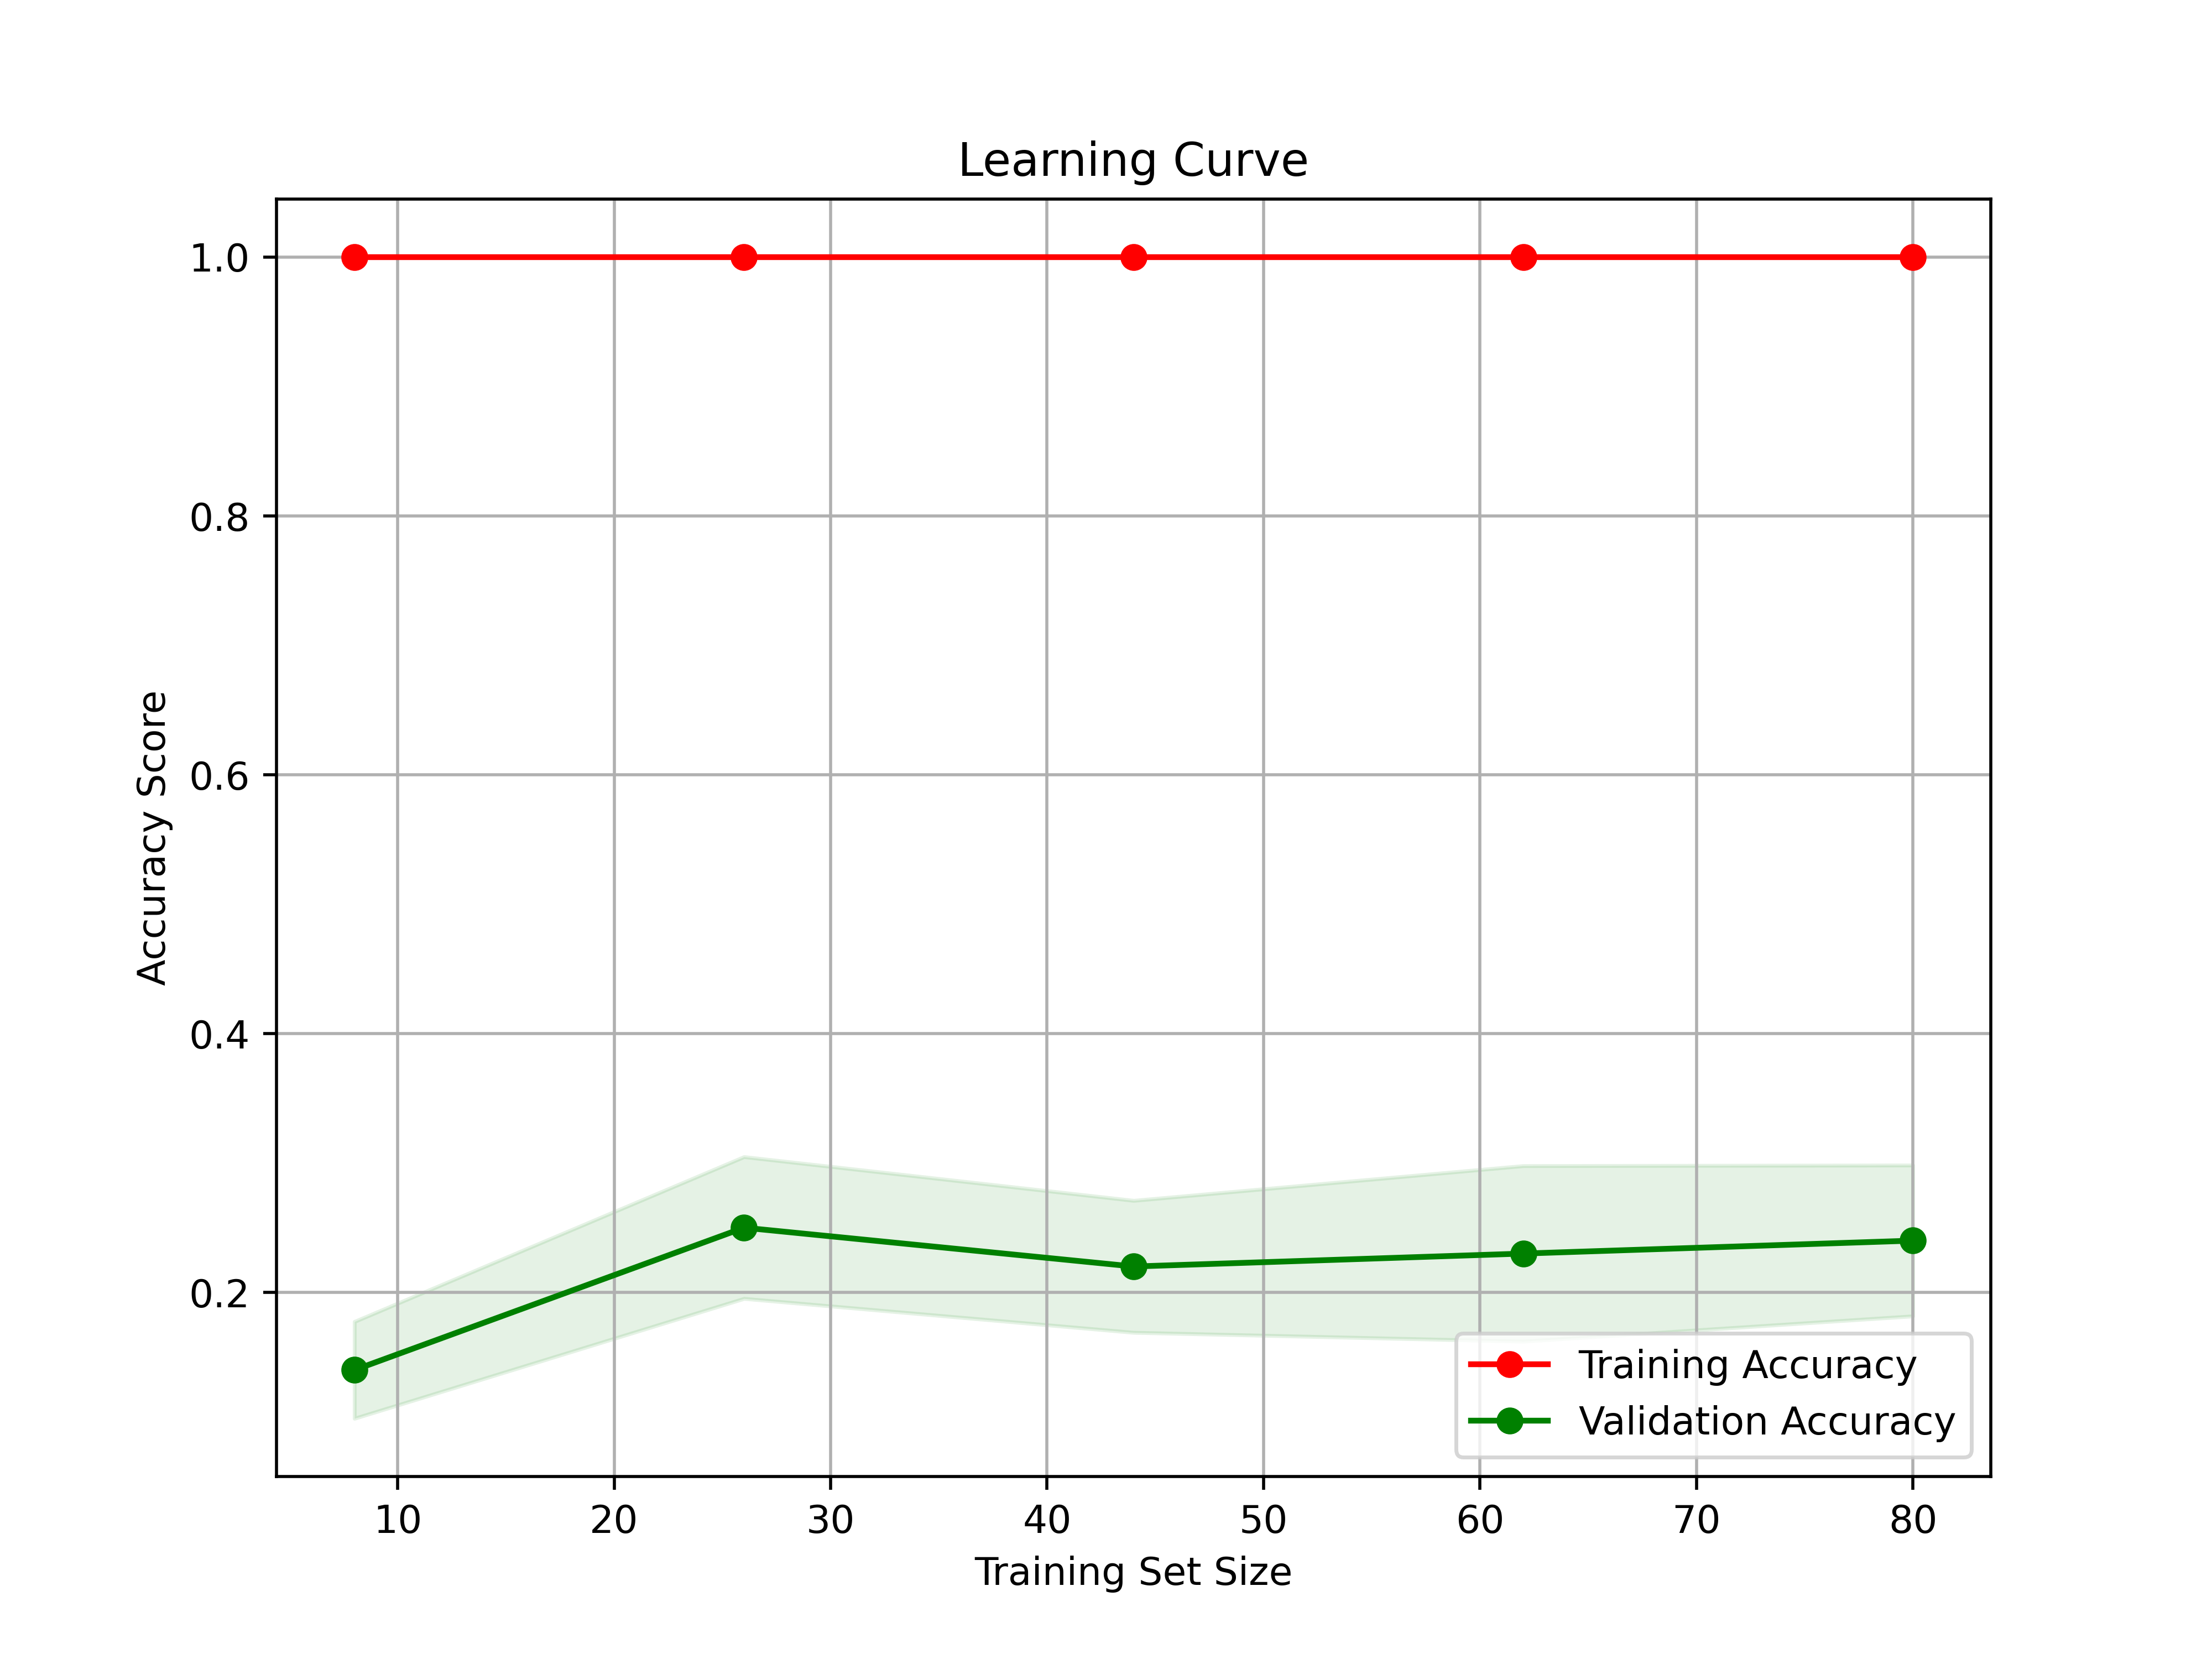 Learning Curve
1.0
0.8
0.6
0.4
0.2
Accuracy Score
Training Accuracy
Validation Accuracy
10 20 30 40 50 60 70 80
Training Set Size